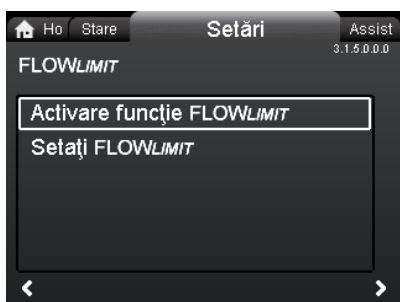 Ho Stare Setări Assist
3.1.5.0.0.0
FLOWLIMIT
Activare funcţie FLOWLIMIT
Setaţi FLOWLIMIT